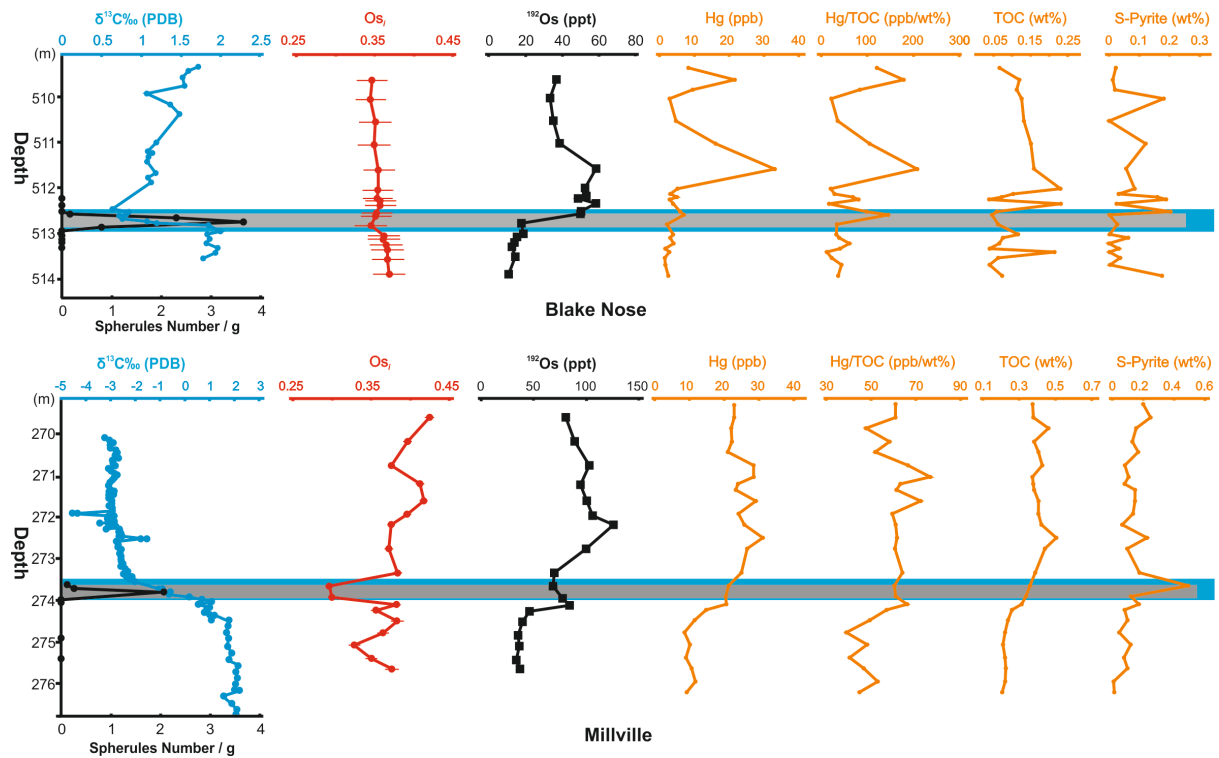 δ¹³C‰ (PDB) Osᵢ ¹⁹²Os (ppt) Hg (ppb) Hg/TOC (ppb/wt%) TOC (wt%) S-Pyrite (wt%)
0 0.5 1 1.5 2 2.5 0.25 0.35 0.45 0 20 40 60 80 0 10 20 30 40 0 100 200 300 0.05 0.15 0.25 0 0.1 0.2 0.3
(m)
510
511
512
513
514
Depth
0 1 2 3 4
Spherules Number / g
Blake Nose
δ¹³C‰ (PDB) Osᵢ ¹⁹²Os (ppt) Hg (ppb) Hg/TOC (ppb/wt%) TOC (wt%) S-Pyrite (wt%)
-5 -4 -3 -2 -1 0 1 2 3 0.25 0.35 0.45 0 50 100 150 0 10 20 30 40 30 50 70 90 0.1 0.3 0.5 0.7 0 0.2 0.4 0.6
(m)
270
271
272
273
274
275
276
Depth
0 1 2 3 4
Spherules Number / g
Millville